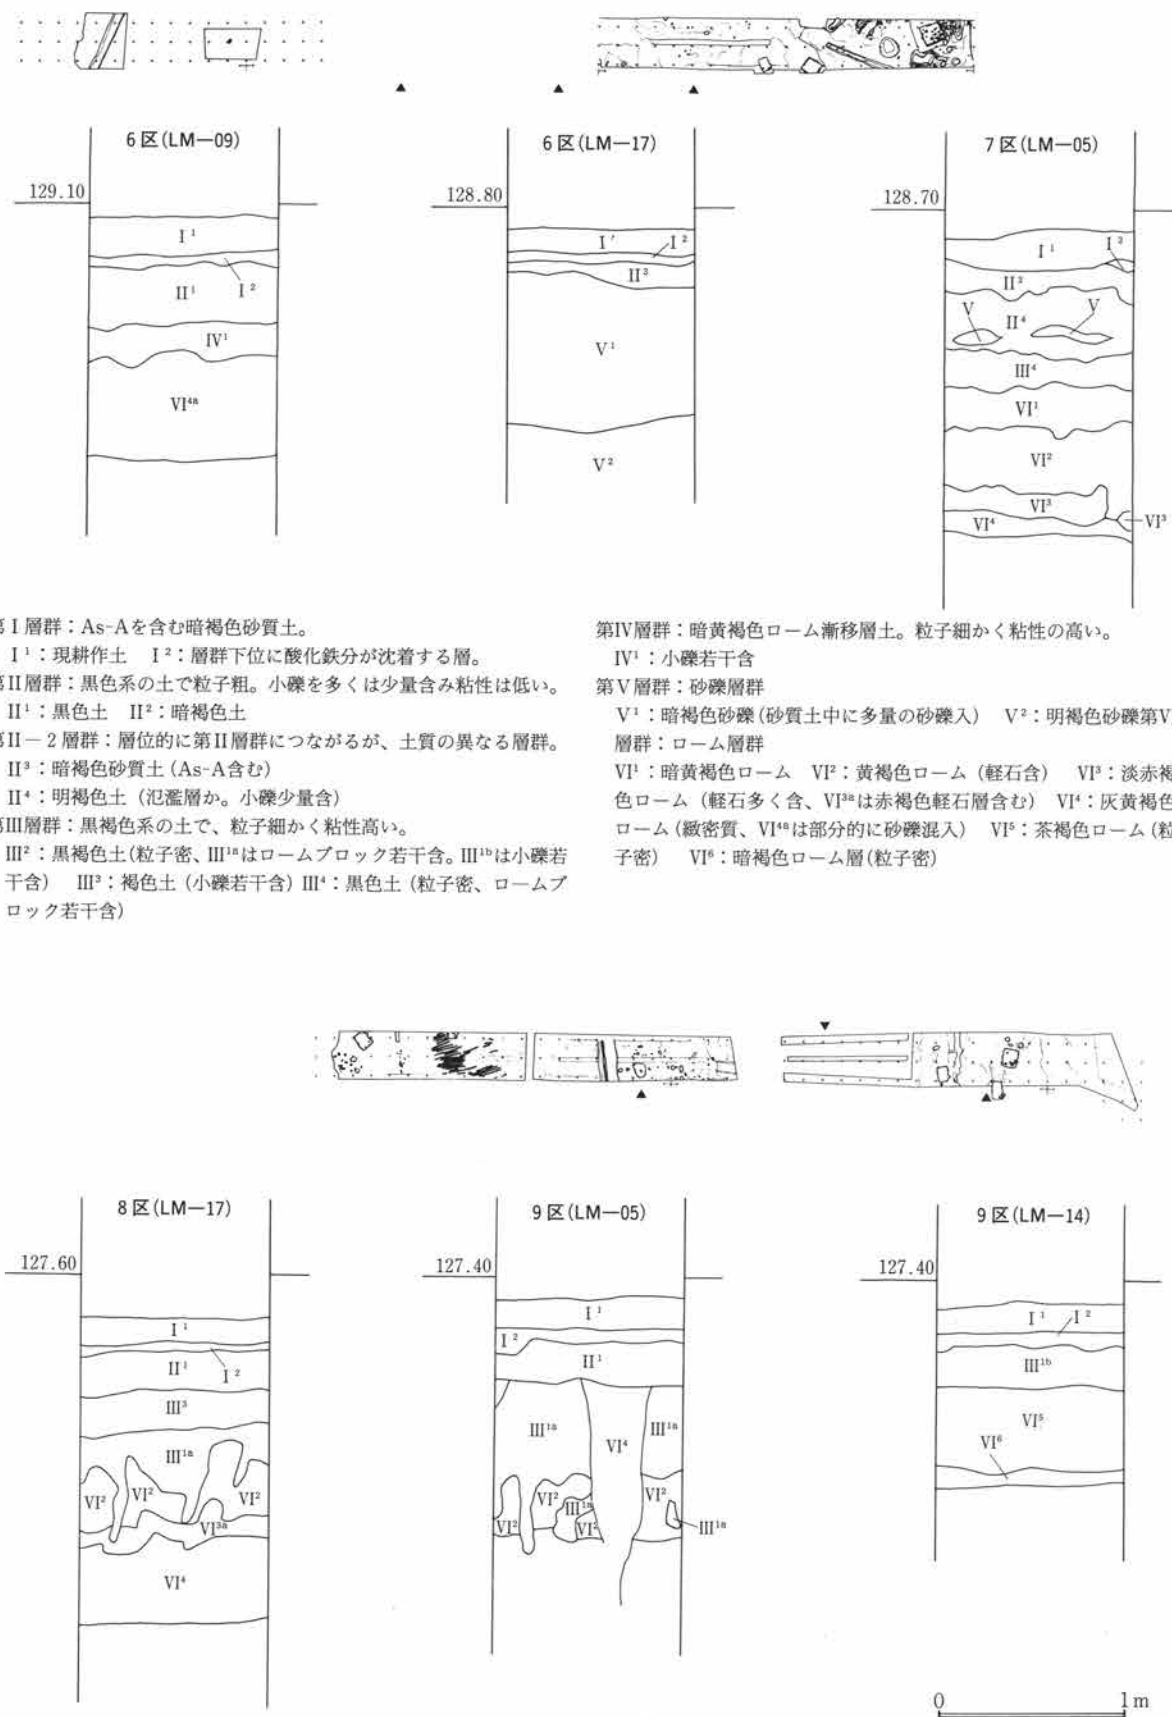 6区(LM—09)
129.10
I¹
I²
II¹
IV¹
VI⁴ᵃ
6区(LM—17)
128.80
I′
I²
II³
V¹
V²
7区(LM—05)
128.70
I¹
I²
II²
V
V
II⁴
III⁴
VI¹
VI²
VI³
VI³
VI⁴
第I層群：As-Aを含む暗褐色砂質土。
I¹：現耕作土　I²：層群下位に酸化鉄分が沈着する層。
第II層群：黒色系の土で粒子粗。小礫を多くは少量含み粘性は低い。
II¹：黒色土　II²：暗褐色土
第II－2層群：層位的に第II層群につながるが、土質の異なる層群。
II³：暗褐色砂質土(As-A含む)
II⁴：明褐色土（氾濫層か。小礫少量含）
第III層群：黒褐色系の土で、粒子細かく粘性高い。
III²：黒褐色土(粒子密、III¹ᵃはロームブロック若干含。III¹ᵇは小礫若
干含)　III³：褐色土（小礫若干含）III⁴：黒色土（粒子密、ロームブ
ロック若干含）
第IV層群：暗黄褐色ローム漸移層土。粒子細かく粘性の高い。
IV¹：小礫若干含
第V層群：砂礫層群
V¹：暗褐色砂礫(砂質土中に多量の砂礫入)　V²：明褐色砂礫第VI
層群：ローム層群
VI¹：暗黄褐色ローム　VI²：黄褐色ローム（軽石含）　VI³：淡赤褐
色ローム（軽石多く含、VI³ᵃは赤褐色軽石層含む）　VI⁴：灰黄褐色
ローム（緻密質、VI⁴ᵃは部分的に砂礫混入）　VI⁵：茶褐色ローム（粒
子密）　VI⁶：暗褐色ローム層(粒子密)
8区(LM—17)
127.60
I¹
I²
II¹
III³
III¹ᵃ
VI²
VI²
VI²
VI³ᵃ
VI⁴
9区(LM—05)
127.40
I¹
I²
II¹
III¹ᵃ
VI⁴
III¹ᵃ
VI²
VI²
III¹ᵃ
VI²
VI²
III¹ᵃ
9区(LM—14)
127.40
I¹
I²
III¹ᵇ
VI⁵
VI⁶
0
1m